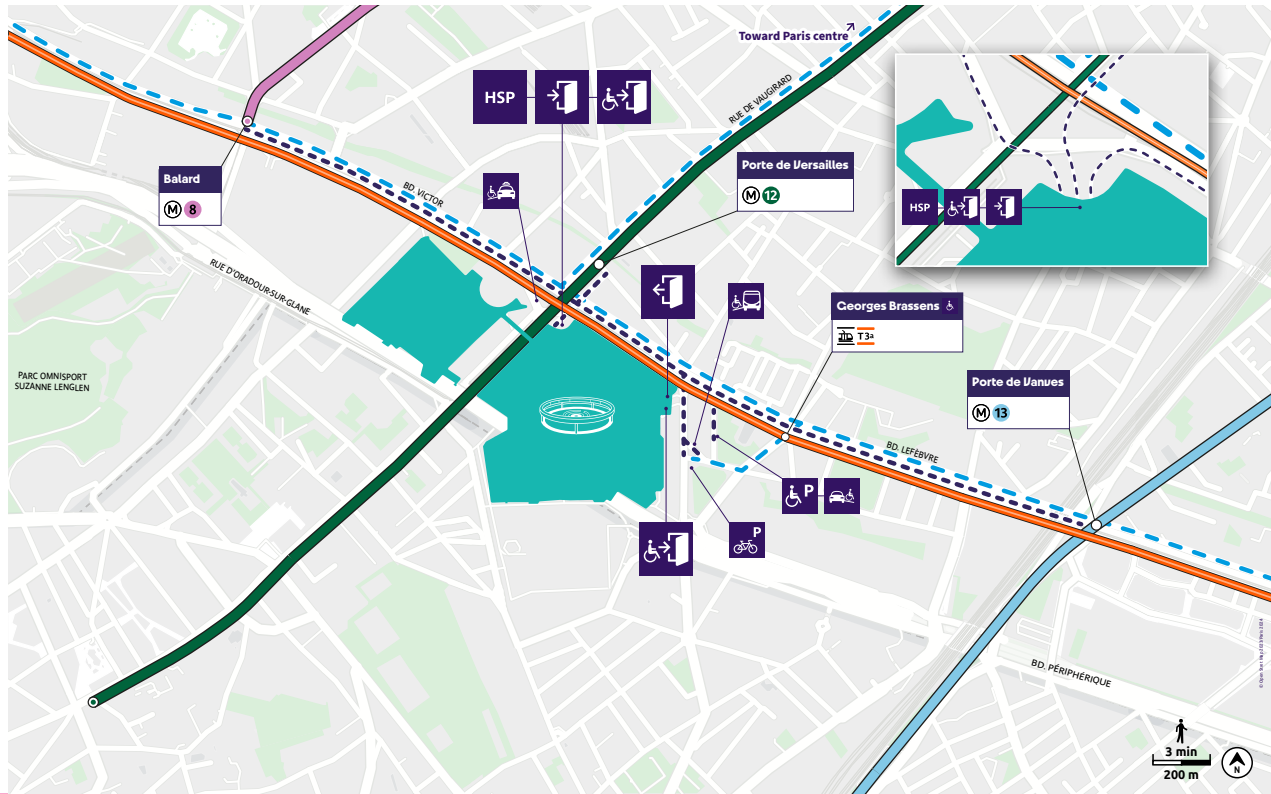 Toward Paris centre
HSP
RUE DE VAUGIRARD
Balard
M 8
BD. VICTOR
Porte de Versailles
M 12
HSP
RUE D'ORADOUR-SUR-GLANE
Georges Brassens
T3a
PARC OMNISPORT
SUZANNE LENGLEN
Porte de Vanves
M 13
BD. LEFÈBVRE
P
P
BD. PÉRIPHÉRIQUE
3 min
200 m
N